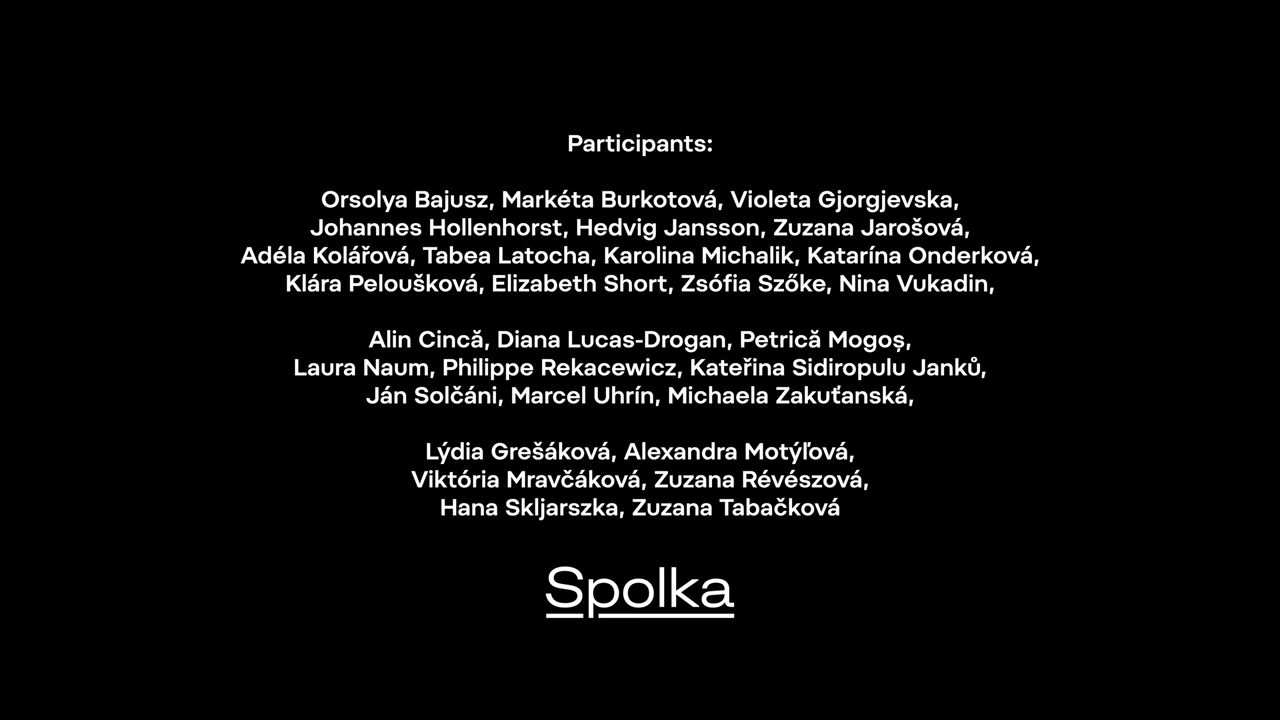 Participants:
Orsolya Bajusz, Markéta Burkotová, Violeta Gjorgjevska,
Johannes Hollenhorst, Hedvig Jansson, Zuzana Jarošová,
Adéla Kolářová, Tabea Latocha, Karolina Michalik, Katarína Onderková,
Klára Peloušková, Elizabeth Short, Zsófia Szőke, Nina Vukadin,
Alin Cincă, Diana Lucas-Drogan, Petrică Mogoș,
Laura Naum, Philippe Rekacewicz, Kateřina Sidiropulu Janků,
Ján Solčáni, Marcel Uhrín, Michaela Zakuťanská,
Lýdia Grešáková, Alexandra Motýľová,
Viktória Mravčáková, Zuzana Révészová,
Hana Skljarszka, Zuzana Tabačková
Spolka